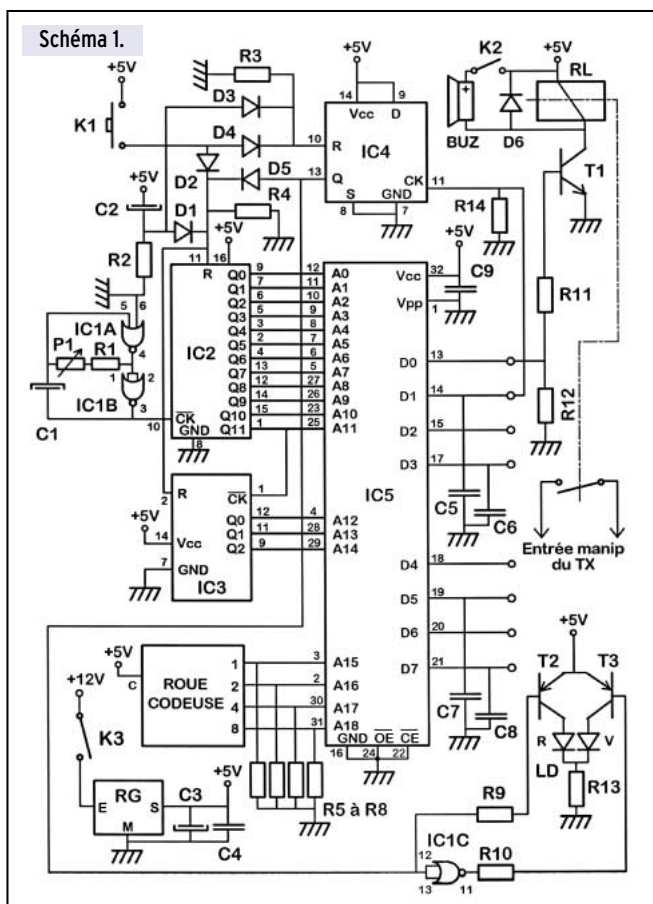 Schéma 1.
+5V
K1
R3
D3
D4
D2
D5
R4
+5V
C2
D1
R2
+5V
14
9
Vcc
D
10
R
IC4
13
Q
CK
11
S
GND
8
7
R14
K2
+5V
RL
BUZ
D6
T1
+5V
C9
R11
R12
5
6
IC1A
4
P1
R1
1
2
IC1B
3
C1
11
16
R
IC2
Q0
9
12
A0
Q1
7
11
A1
Q2
6
10
A2
Q3
5
9
A3
Q4
3
8
A4
Q5
2
7
A5
Q6
4
6
A6
Q7
13
5
A7
Q8
12
27
A8
Q9
14
26
A9
Q10
15
23
A10
Q11
1
25
A11
10
CK
GND
8
Vcc
32
Vpp
1
D0
13
D1
14
D2
15
D3
17
C5
C6
IC5
D4
18
D5
19
D6
20
D7
21
C7
C8
Entrée manip
du TX
2
R
CK
1
+5V
14
Vcc
7
GND
IC3
Q0
12
4
A12
Q1
11
28
A13
Q2
9
29
A14
+5V
C
ROUE
CODEUSE
1
3
A15
2
2
A16
4
30
A17
8
31
A18
GND
OE
CE
16
24
22
+12V
K3
E
RG
S
M
C3
+5V
C4
R5 à R8
+5V
T2
T3
R
V
LD
R13
R9
IC1C
12
13
11
R10